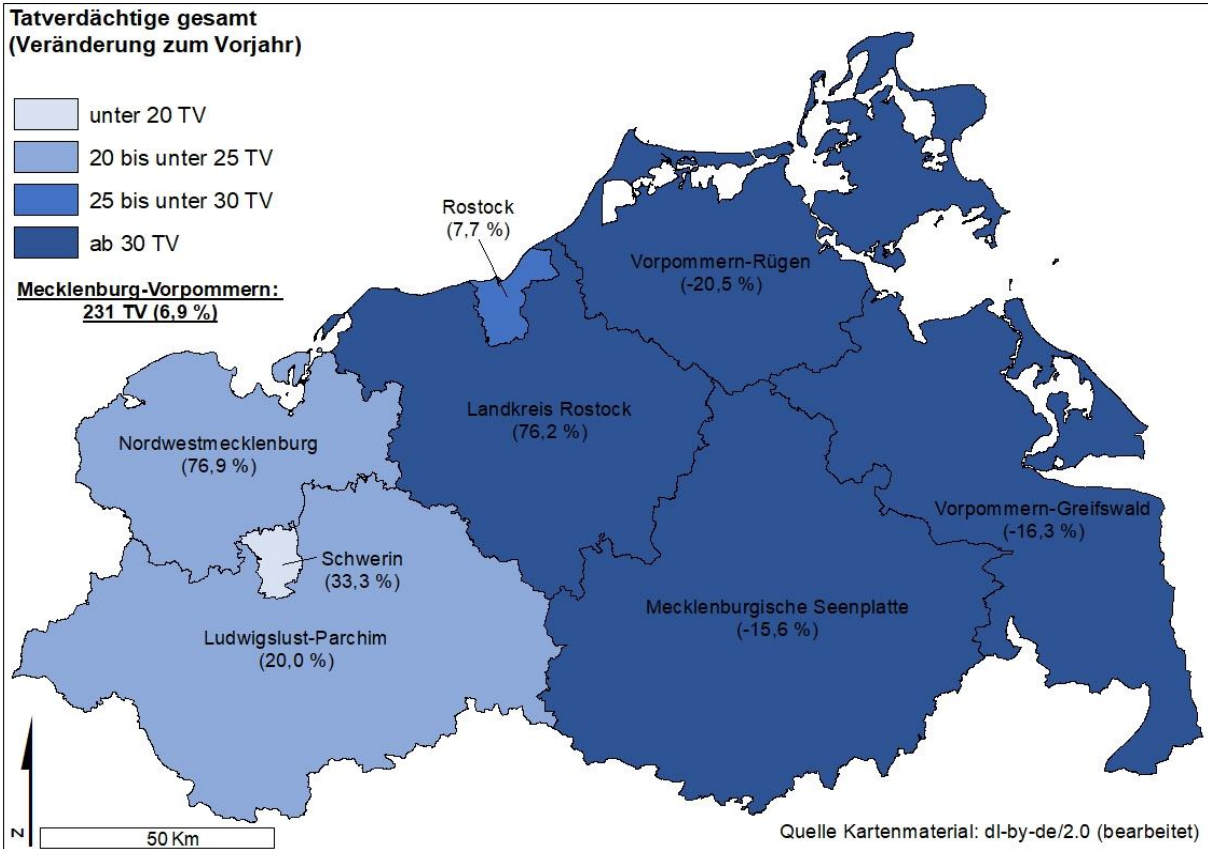 Tatverdächtige gesamt
(Veränderung zum Vorjahr)
unter 20 TV
20 bis unter 25 TV
25 bis unter 30 TV
ab 30 TV
Mecklenburg-Vorpommern:
231 TV (6,9 %)
Rostock
(7,7 %)
Vorpommern-Rügen
(-20,5 %)
Landkreis Rostock
(76,2 %)
Nordwestmecklenburg
(76,9 %)
Vorpommern-Greifswald
(-16,3 %)
Schwerin
(33,3 %)
Mecklenburgische Seenplatte
(-15,6 %)
Ludwigslust-Parchim
(20,0 %)
N
50 Km
Quelle Kartenmaterial: dl-by-de/2.0 (bearbeitet)